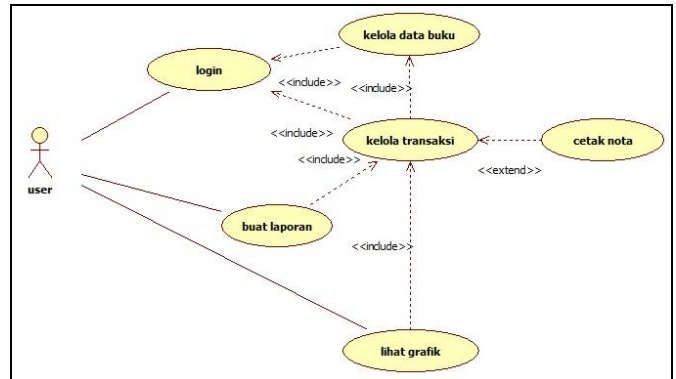 kelola data buku
login
<<include>>
<<include>>
<<include>>
kelola transaksi
cetak nota
<<include>>
<<extend>>
user
buat laporan
<<include>>
lihat grafik